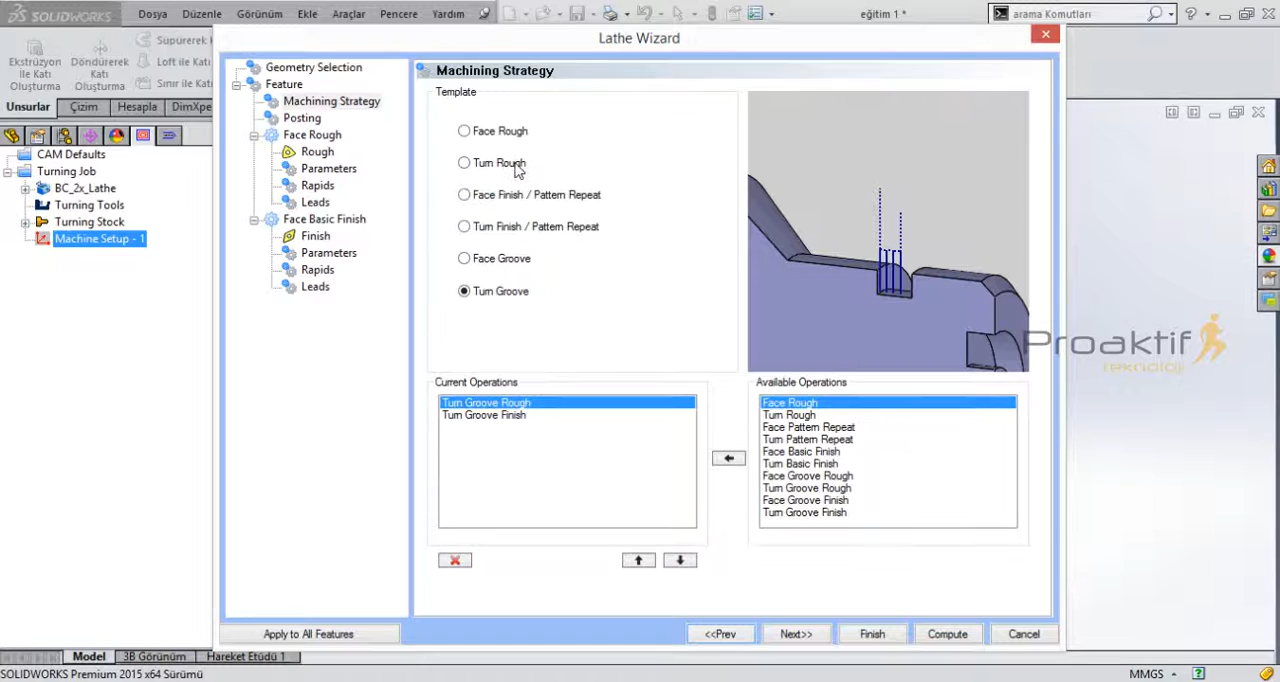 SOLIDWORKS
Dosya Düzenle Görünüm Ekle Araçlar Pencere Yardım
eğitim 1 *
arama Komutları
Lathe Wizard
Ekstrüzyon
ile Katı
Oluşturma
Döndürerek
Katı
Oluşturma
Süpürerek
Loft ile Katı
Sınır ile Katı
Unsurlar Çizim Hesapla DimXpe
CAM Defaults
Turning Job
BC_2x_Lathe
Turning Tools
Turning Stock
Machine Setup - 1
Geometry Selection
Feature
Machining Strategy
Posting
Face Rough
Rough
Parameters
Rapids
Leads
Face Basic Finish
Finish
Parameters
Rapids
Leads
Machining Strategy
Template
Face Rough
Turn Rough
Face Finish / Pattern Repeat
Turn Finish / Pattern Repeat
Face Groove
Turn Groove
Proaktif
teknoloji
Current Operations
Turn Groove Rough
Turn Groove Finish
Available Operations
Face Rough
Turn Rough
Face Pattern Repeat
Turn Pattern Repeat
Face Basic Finish
Turn Basic Finish
Face Groove Rough
Turn Groove Rough
Face Groove Finish
Turn Groove Finish
Apply to All Features
<<Prev Next>> Finish Compute Cancel
Model 3B Görünüm Hareket Etüdü 1
SOLIDWORKS Premium 2015 x64 Sürümü
MMGS